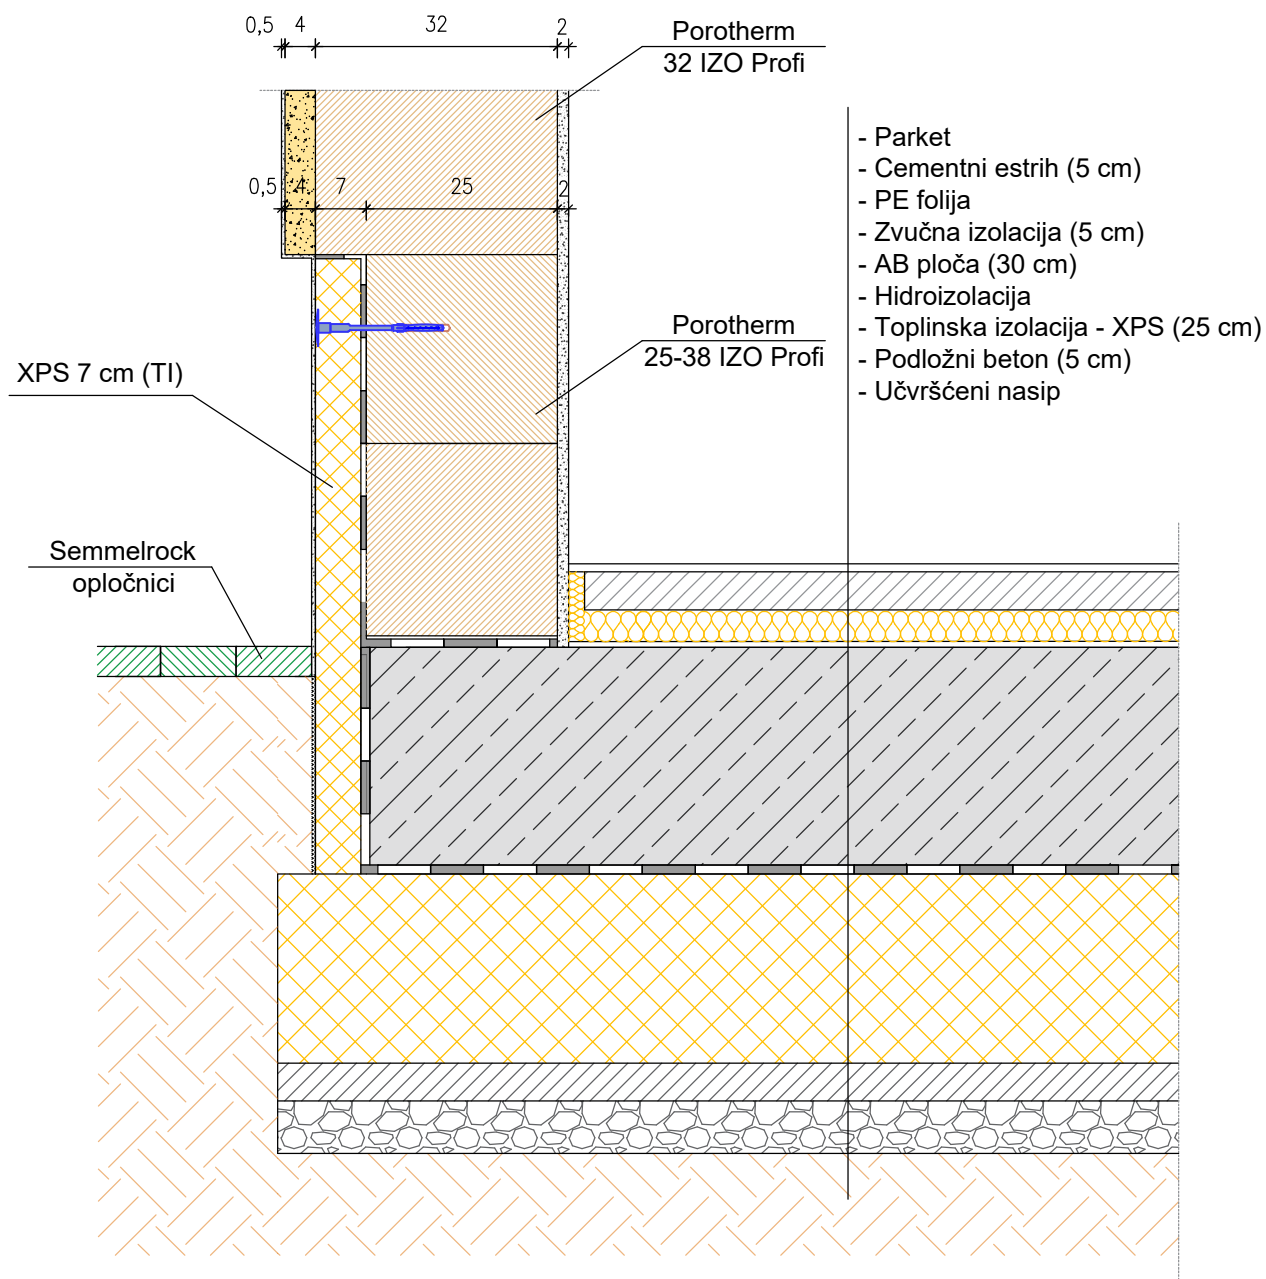 0,5 4 32 2
Porotherm
32 IZO Profi
- Parket
- Cementni estrih (5 cm)
- PE folija
- Zvučna izolacija (5 cm)
- AB ploča (30 cm)
- Hidroizolacija
- Toplinska izolacija - XPS (25 cm)
- Podložni beton (5 cm)
- Učvršćeni nasip
0,5 4 7 25 2
Porotherm
25-38 IZO Profi
XPS 7 cm (TI)
Semmelrock
opločnici